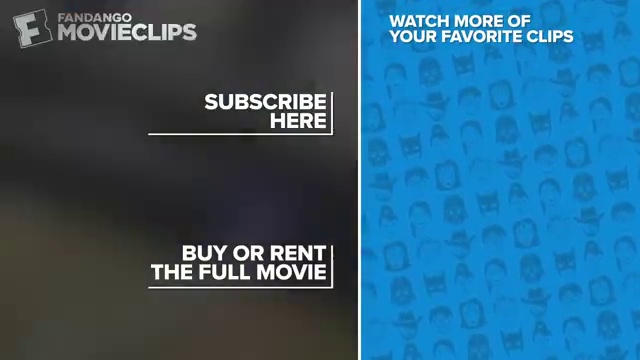 FANDANGO
MOVIECLIPS
SUBSCRIBE
HERE
BUY OR RENT
THE FULL MOVIE
WATCH MORE OF
YOUR FAVORITE CLIPS